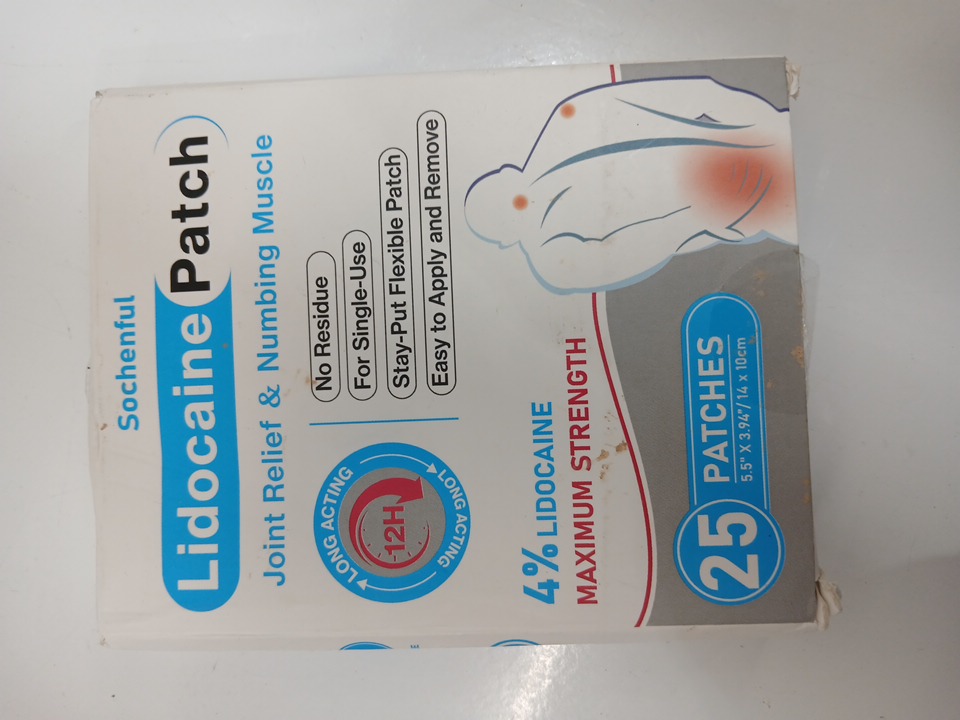 Sochenful
Lidocaine Patch
Joint Relief & Numbing Muscle
LONG ACTING
12H
LONG ACTING
No Residue
For Single-Use
Stay-Put Flexible Patch
Easy to Apply and Remove
4% LIDOCAINE
MAXIMUM STRENGTH
25 PATCHES
5.5" X 3.94"/ 14 x 10cm